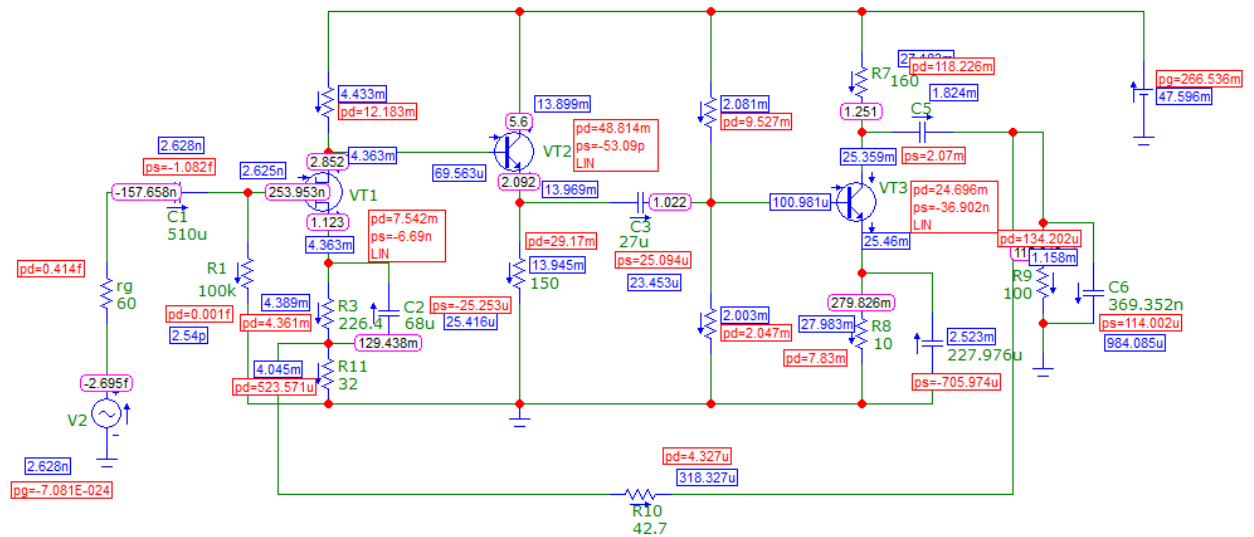 27.183m
pd=118.226m
R7
160
1.824m
pg=266.536m
47.596m
4.433m
pd=12.183m
13.899m
2.081m
pd=9.527m
1.251
C5
5.6
pd=48.814m
ps=-53.09p
LIN
VT2
2.628n
ps=-1.082f
2.625n
2.852
4.363m
69.563u
2.092
13.969m
25.359m
ps=2.07m
-157.658n
C1
510u
253.953n
VT1
1.123
4.363m
pd=7.542m
ps=-6.69n
LIN
C3
27u
1.022
100.981u
VT3
pd=24.696m
ps=-36.902n
LIN
25.46m
pd=0.414f
rg
60
R1
100k
pd=0.001f
2.54p
4.389m
R3
pd=4.361m
226.4
C2
68u
ps=-25.253u
25.416u
pd=29.17m
13.945m
150
ps=25.094u
23.453u
2.003m
pd=2.047m
279.826m
27.983m
R8
10
pd=7.83m
2.523m
227.976u
ps=-705.974u
pd=134.202u
1.158m
R9
100
C6
369.352n
ps=114.002u
984.085u
129.438m
4.045m
R11
pd=523.571u
32
-2.695f
V2
2.628n
pg=-7.081E-024
pd=4.327u
318.327u
R10
42.7